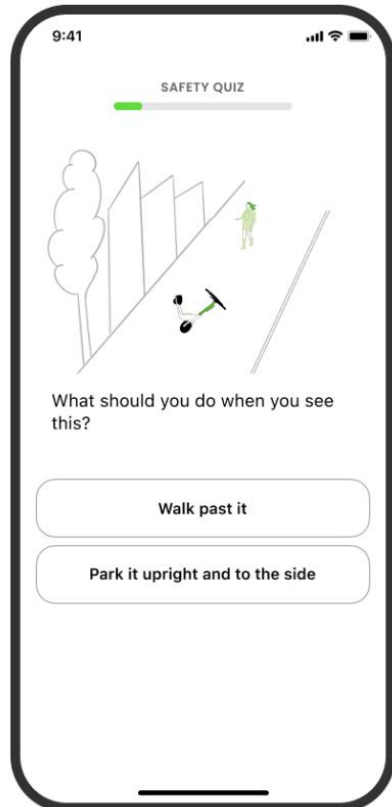 9:41
SAFETY QUIZ
What should you do when you see
this?
Walk past it
Park it upright and to the side